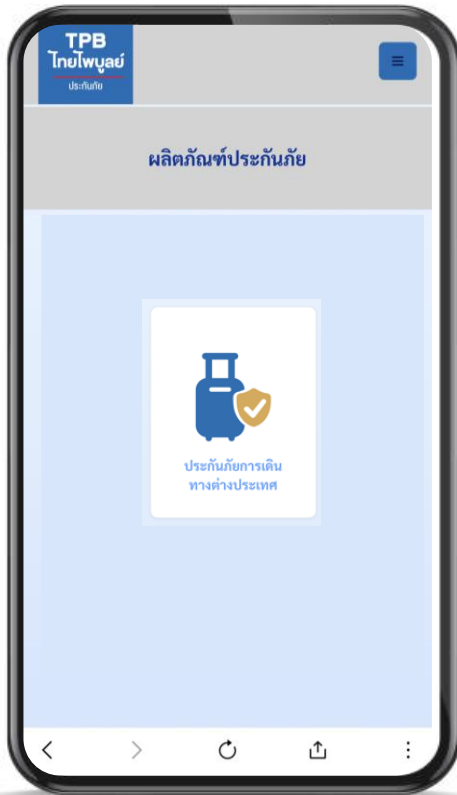 TPB
ไทยไพบูลย์
ประกันภัย
ผลิตภัณฑ์ประกันภัย
ประกันภัยการเดิน
ทางต่างประเทศ